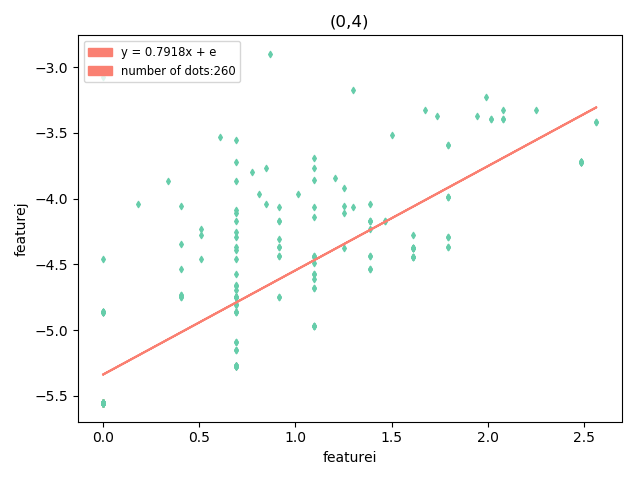 (0,4)
y = 0.7918x + e
number of dots:260
−3.0
−3.5
−4.0
−4.5
−5.0
−5.5
featurej
0.0 0.5 1.0 1.5 2.0 2.5
featurei